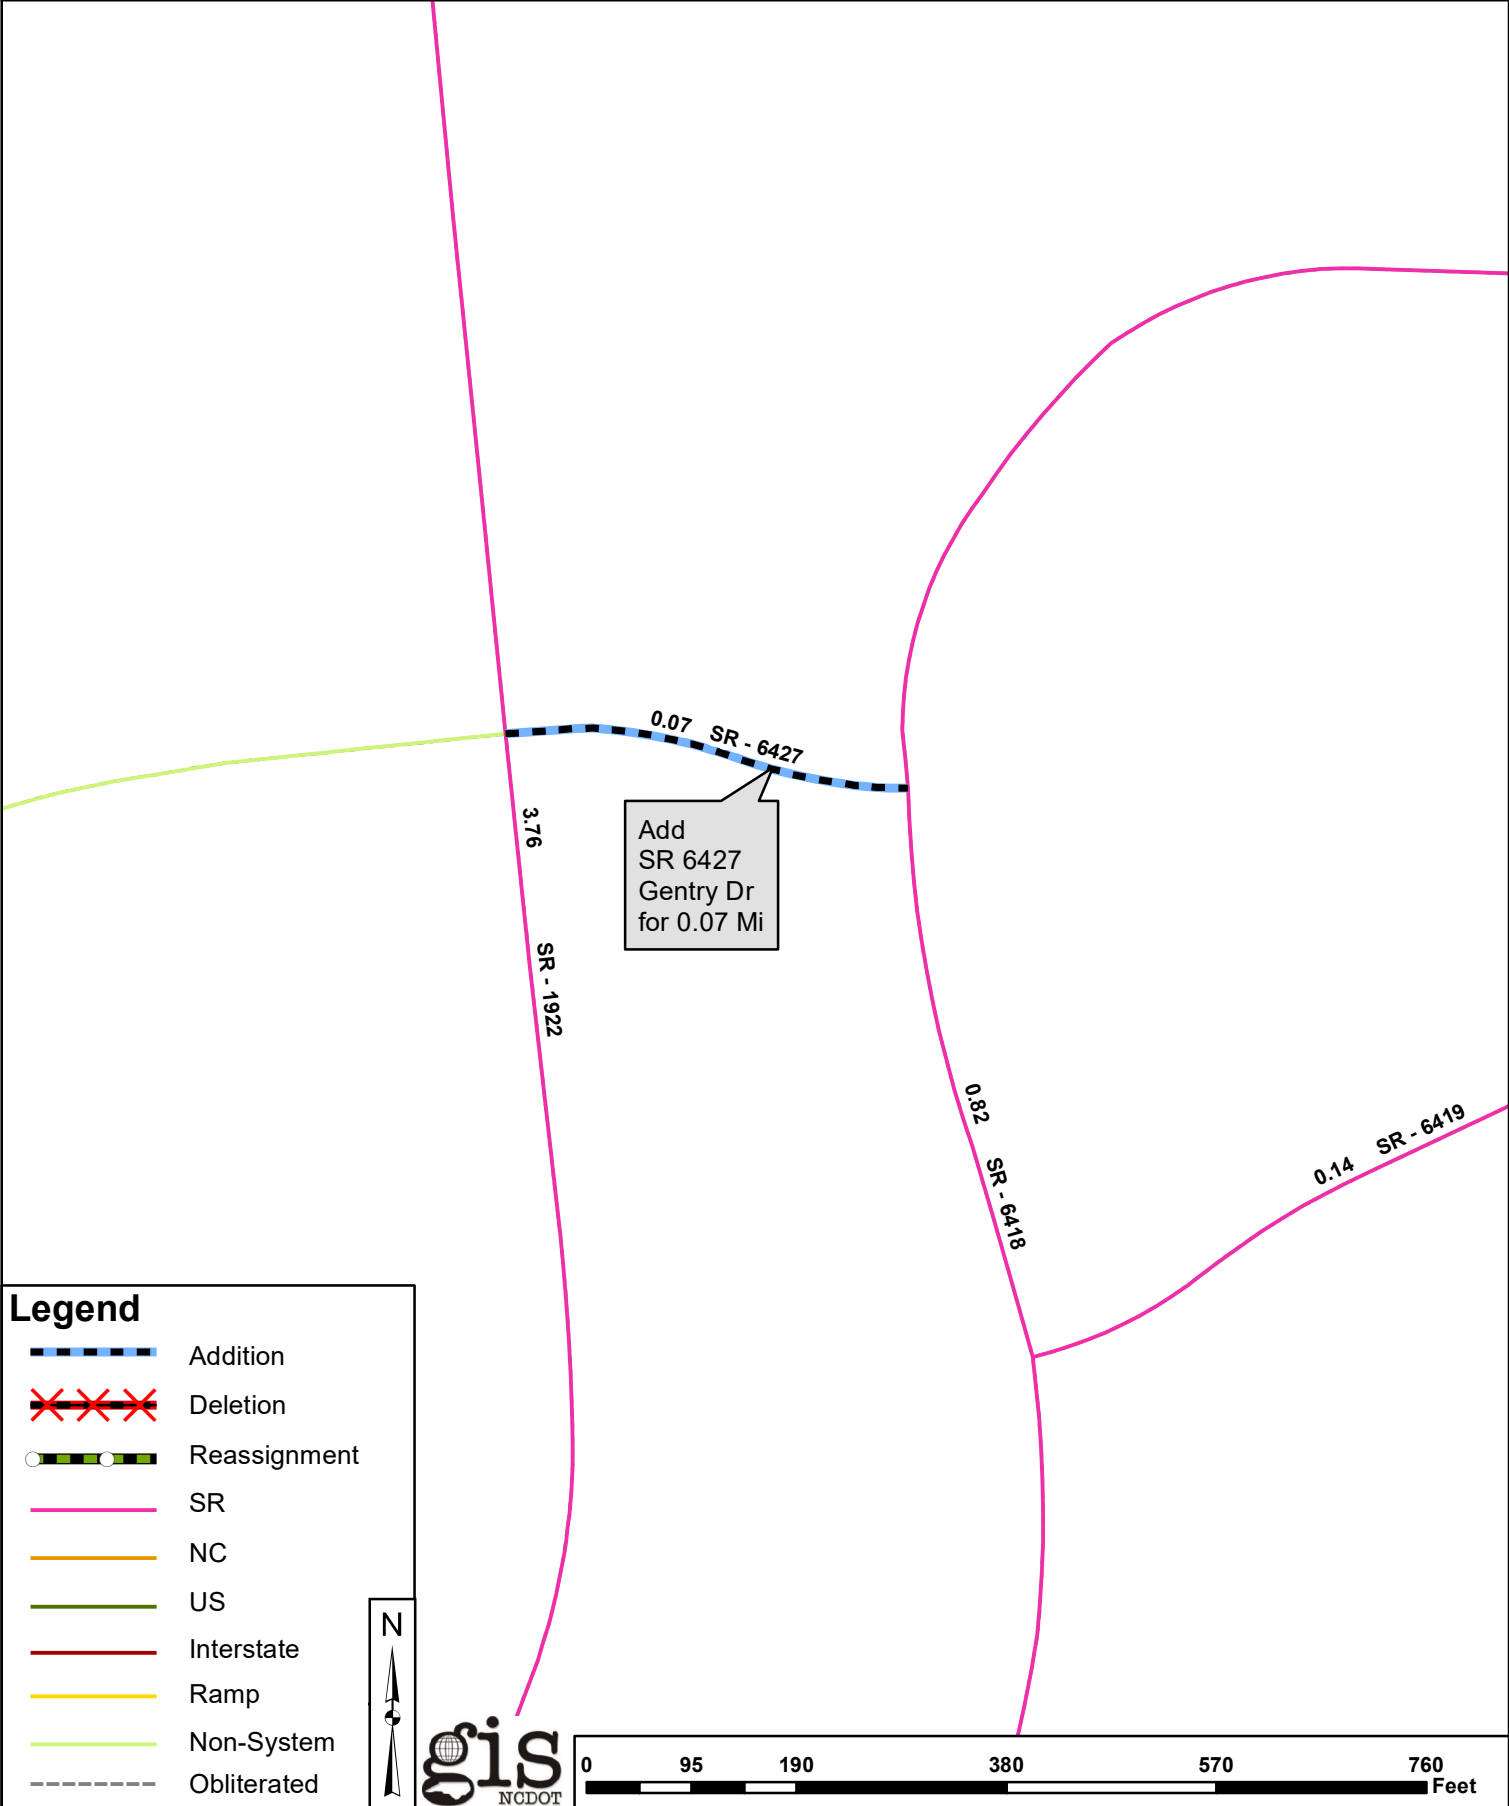 0.07 SR - 6427
Add
SR 6427
Gentry Dr
for 0.07 Mi
3.76
SR - 1922
0.82
SR - 6418
0.14 SR - 6419
Legend
Addition
Deletion
Reassignment
SR
NC
US
Interstate
Ramp
Non-System
Obliterated
N
gis
NCDOT
0 95 190 380 570 760
Feet